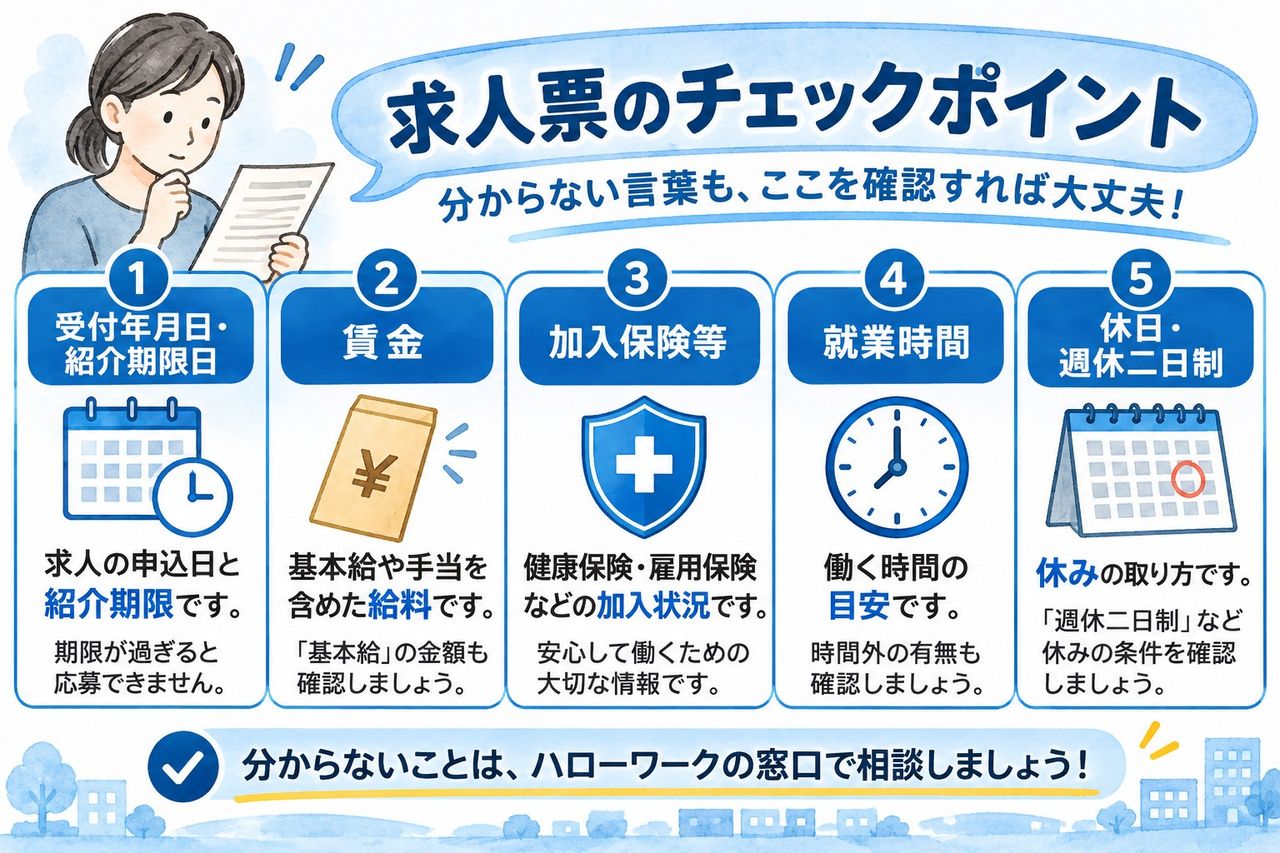 求人票のチェックポイント
分からない言葉も、ここを確認すれば大丈夫!
1
受付年月日・
紹介期限日
求人の申込日と
紹介期限です。
期限が過ぎると
応募できません。
2
賃金
¥
基本給や手当を
含めた給料です。
「基本給」の金額も
確認しましょう。
3
加入保険等
健康保険・雇用保険
などの加入状況です。
安心して働くための
大切な情報です。
4
就業時間
働く時間の
目安です。
時間外の有無も
確認しましょう。
5
休日・
週休二日制
休みの取り方です。
「週休二日制」など
休みの条件を確認
しましょう。
分からないことは、ハローワークの窓口で相談しましょう!